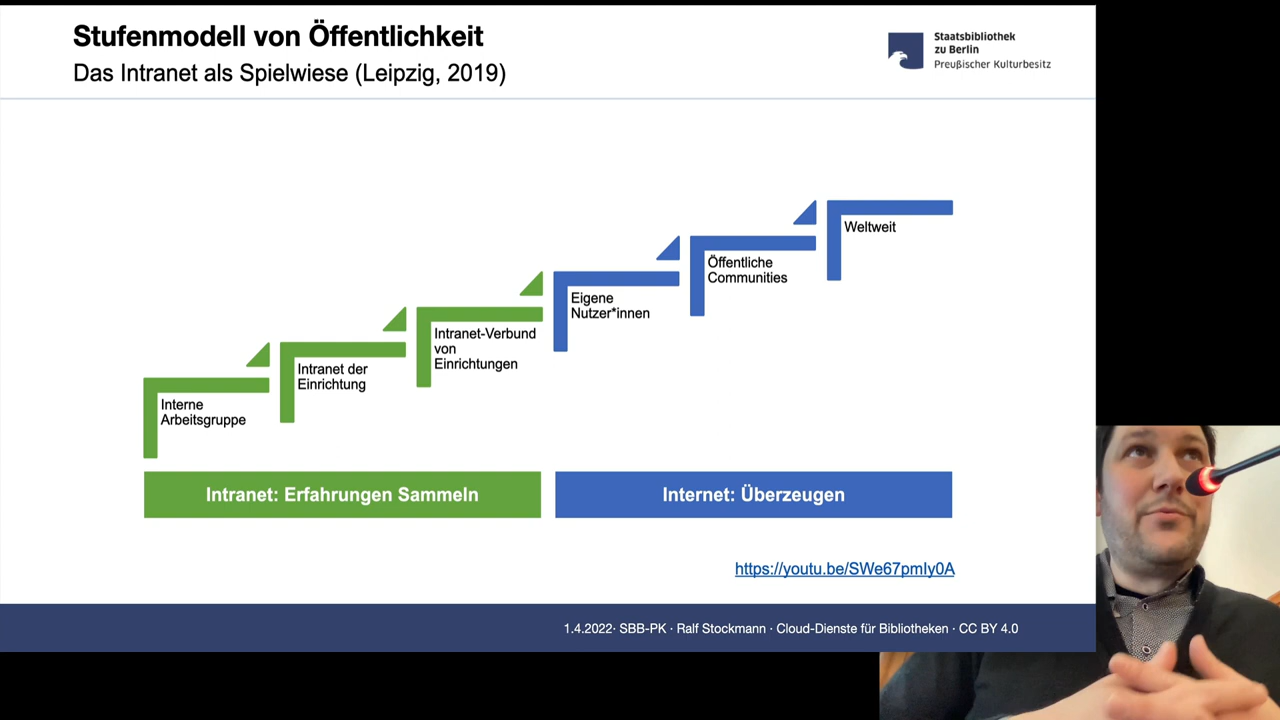 Stufenmodell von Öffentlichkeit
Das Intranet als Spielwiese (Leipzig, 2019)
Staatsbibliothek
zu Berlin
Preußischer Kulturbesitz
Weltweit
Öffentliche
Communities
Eigene
Nutzer*innen
Intranet-Verbund
von
Einrichtungen
Intranet der
Einrichtung
Interne
Arbeitsgruppe
Intranet: Erfahrungen Sammeln
Internet: Überzeugen
https://youtu.be/SWe67pmIy0A
1.4.2022· SBB-PK · Ralf Stockmann · Cloud-Dienste für Bibliotheken · CC BY 4.0